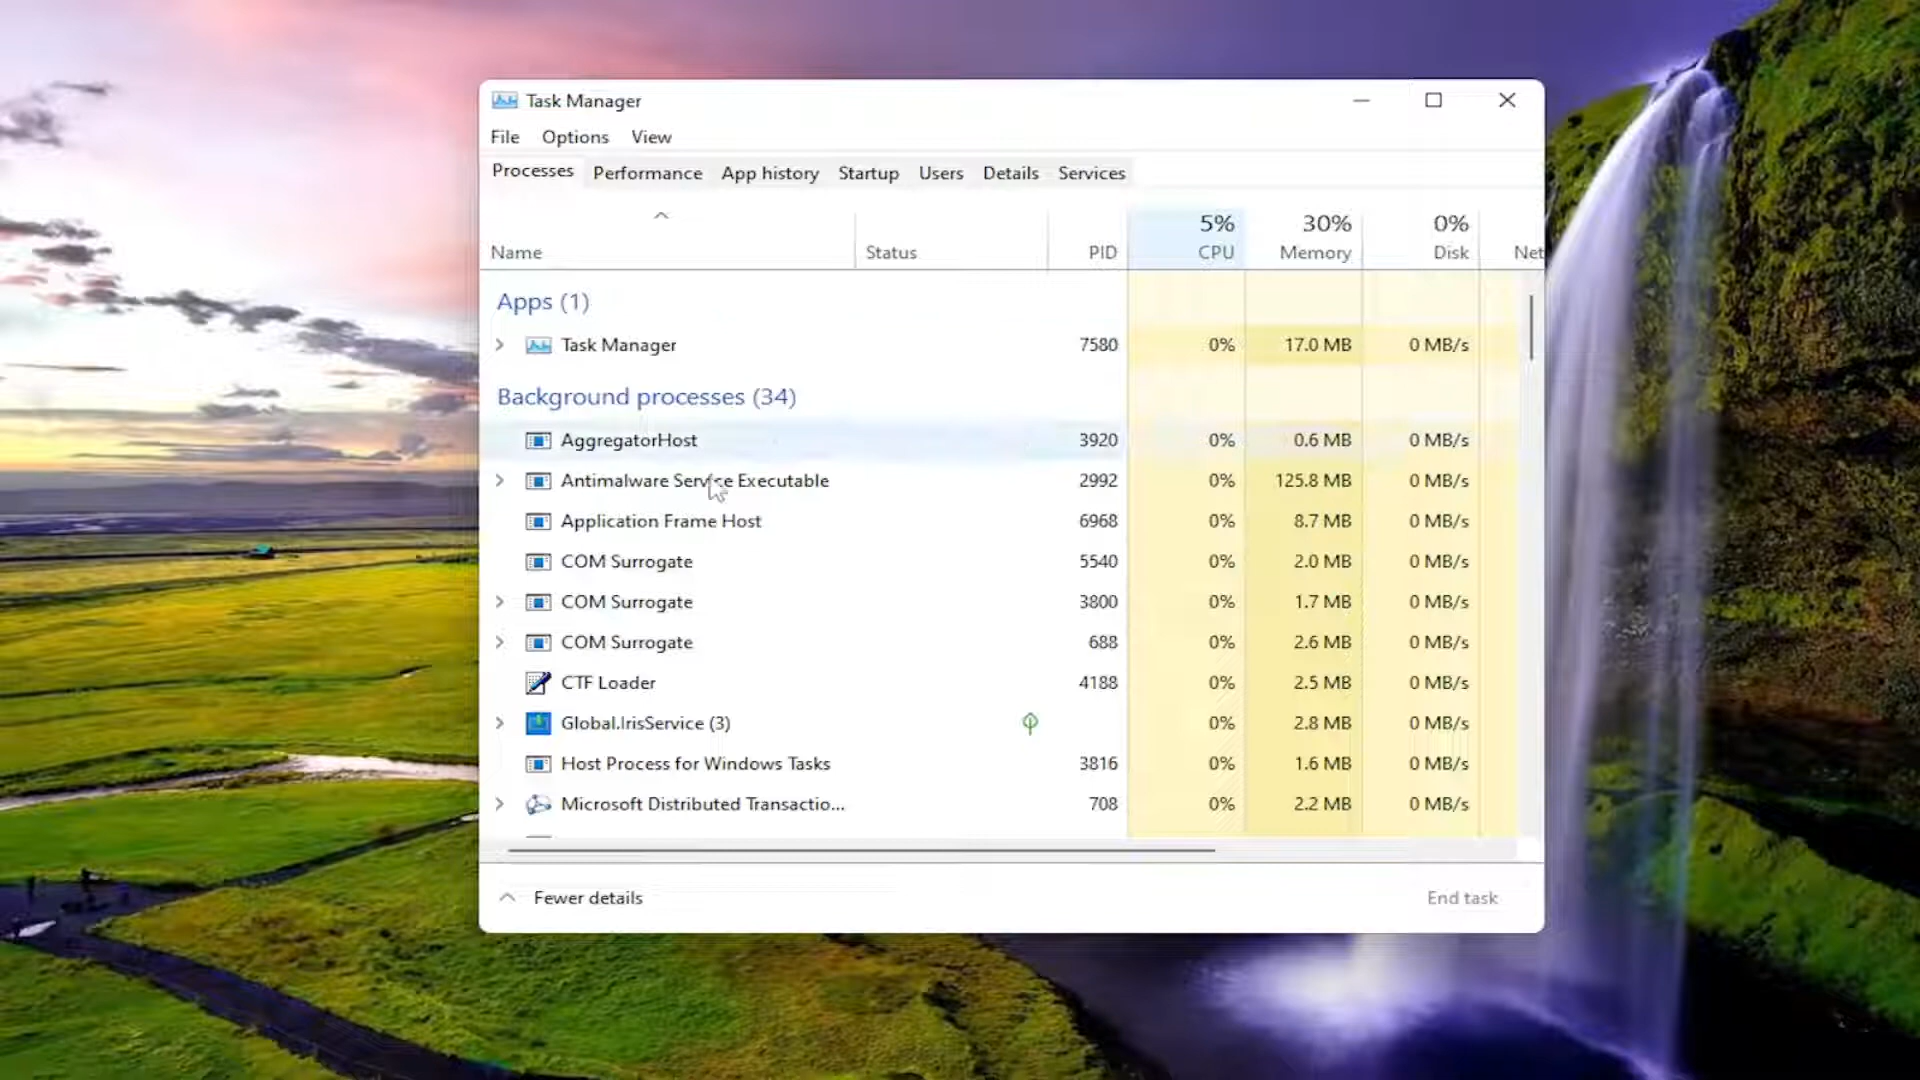 Task Manager
File Options View
Processes Performance App history Startup Users Details Services
5% 30% 0%
Name Status PID CPU Memory Disk Net
Apps (1)
Task Manager 7580 0% 17.0 MB 0 MB/s
Background processes (34)
AggregatorHost 3920 0% 0.6 MB 0 MB/s
Antimalware Service Executable 2992 0% 125.8 MB 0 MB/s
Application Frame Host 6968 0% 8.7 MB 0 MB/s
COM Surrogate 5540 0% 2.0 MB 0 MB/s
COM Surrogate 3800 0% 1.7 MB 0 MB/s
COM Surrogate 688 0% 2.6 MB 0 MB/s
CTF Loader 4188 0% 2.5 MB 0 MB/s
Global.IrisService (3) 0% 2.8 MB 0 MB/s
Host Process for Windows Tasks 3816 0% 1.6 MB 0 MB/s
Microsoft Distributed Transactio... 708 0% 2.2 MB 0 MB/s
Fewer details End task